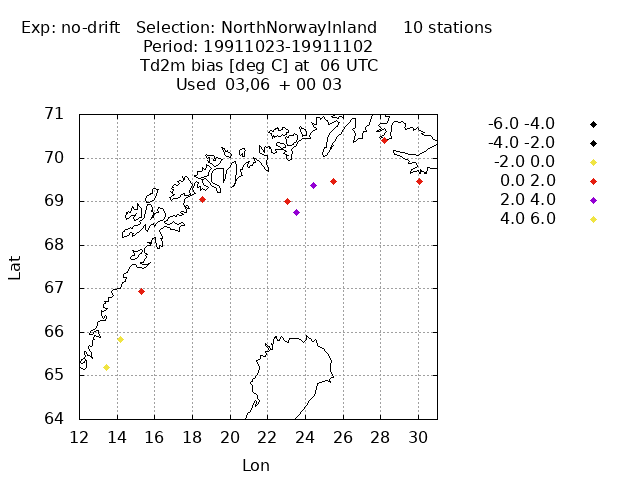 Exp: no-drift   Selection: NorthNorwayInland     10 stations
Period: 19911023-19911102
Td2m bias [deg C] at  06 UTC
Used  03,06  + 00 03
71
70
69
68
67
66
65
64
Lat
12 14 16 18 20 22 24 26 28 30
Lon
-6.0 -4.0
-4.0 -2.0
-2.0 0.0
0.0 2.0
2.0 4.0
4.0 6.0